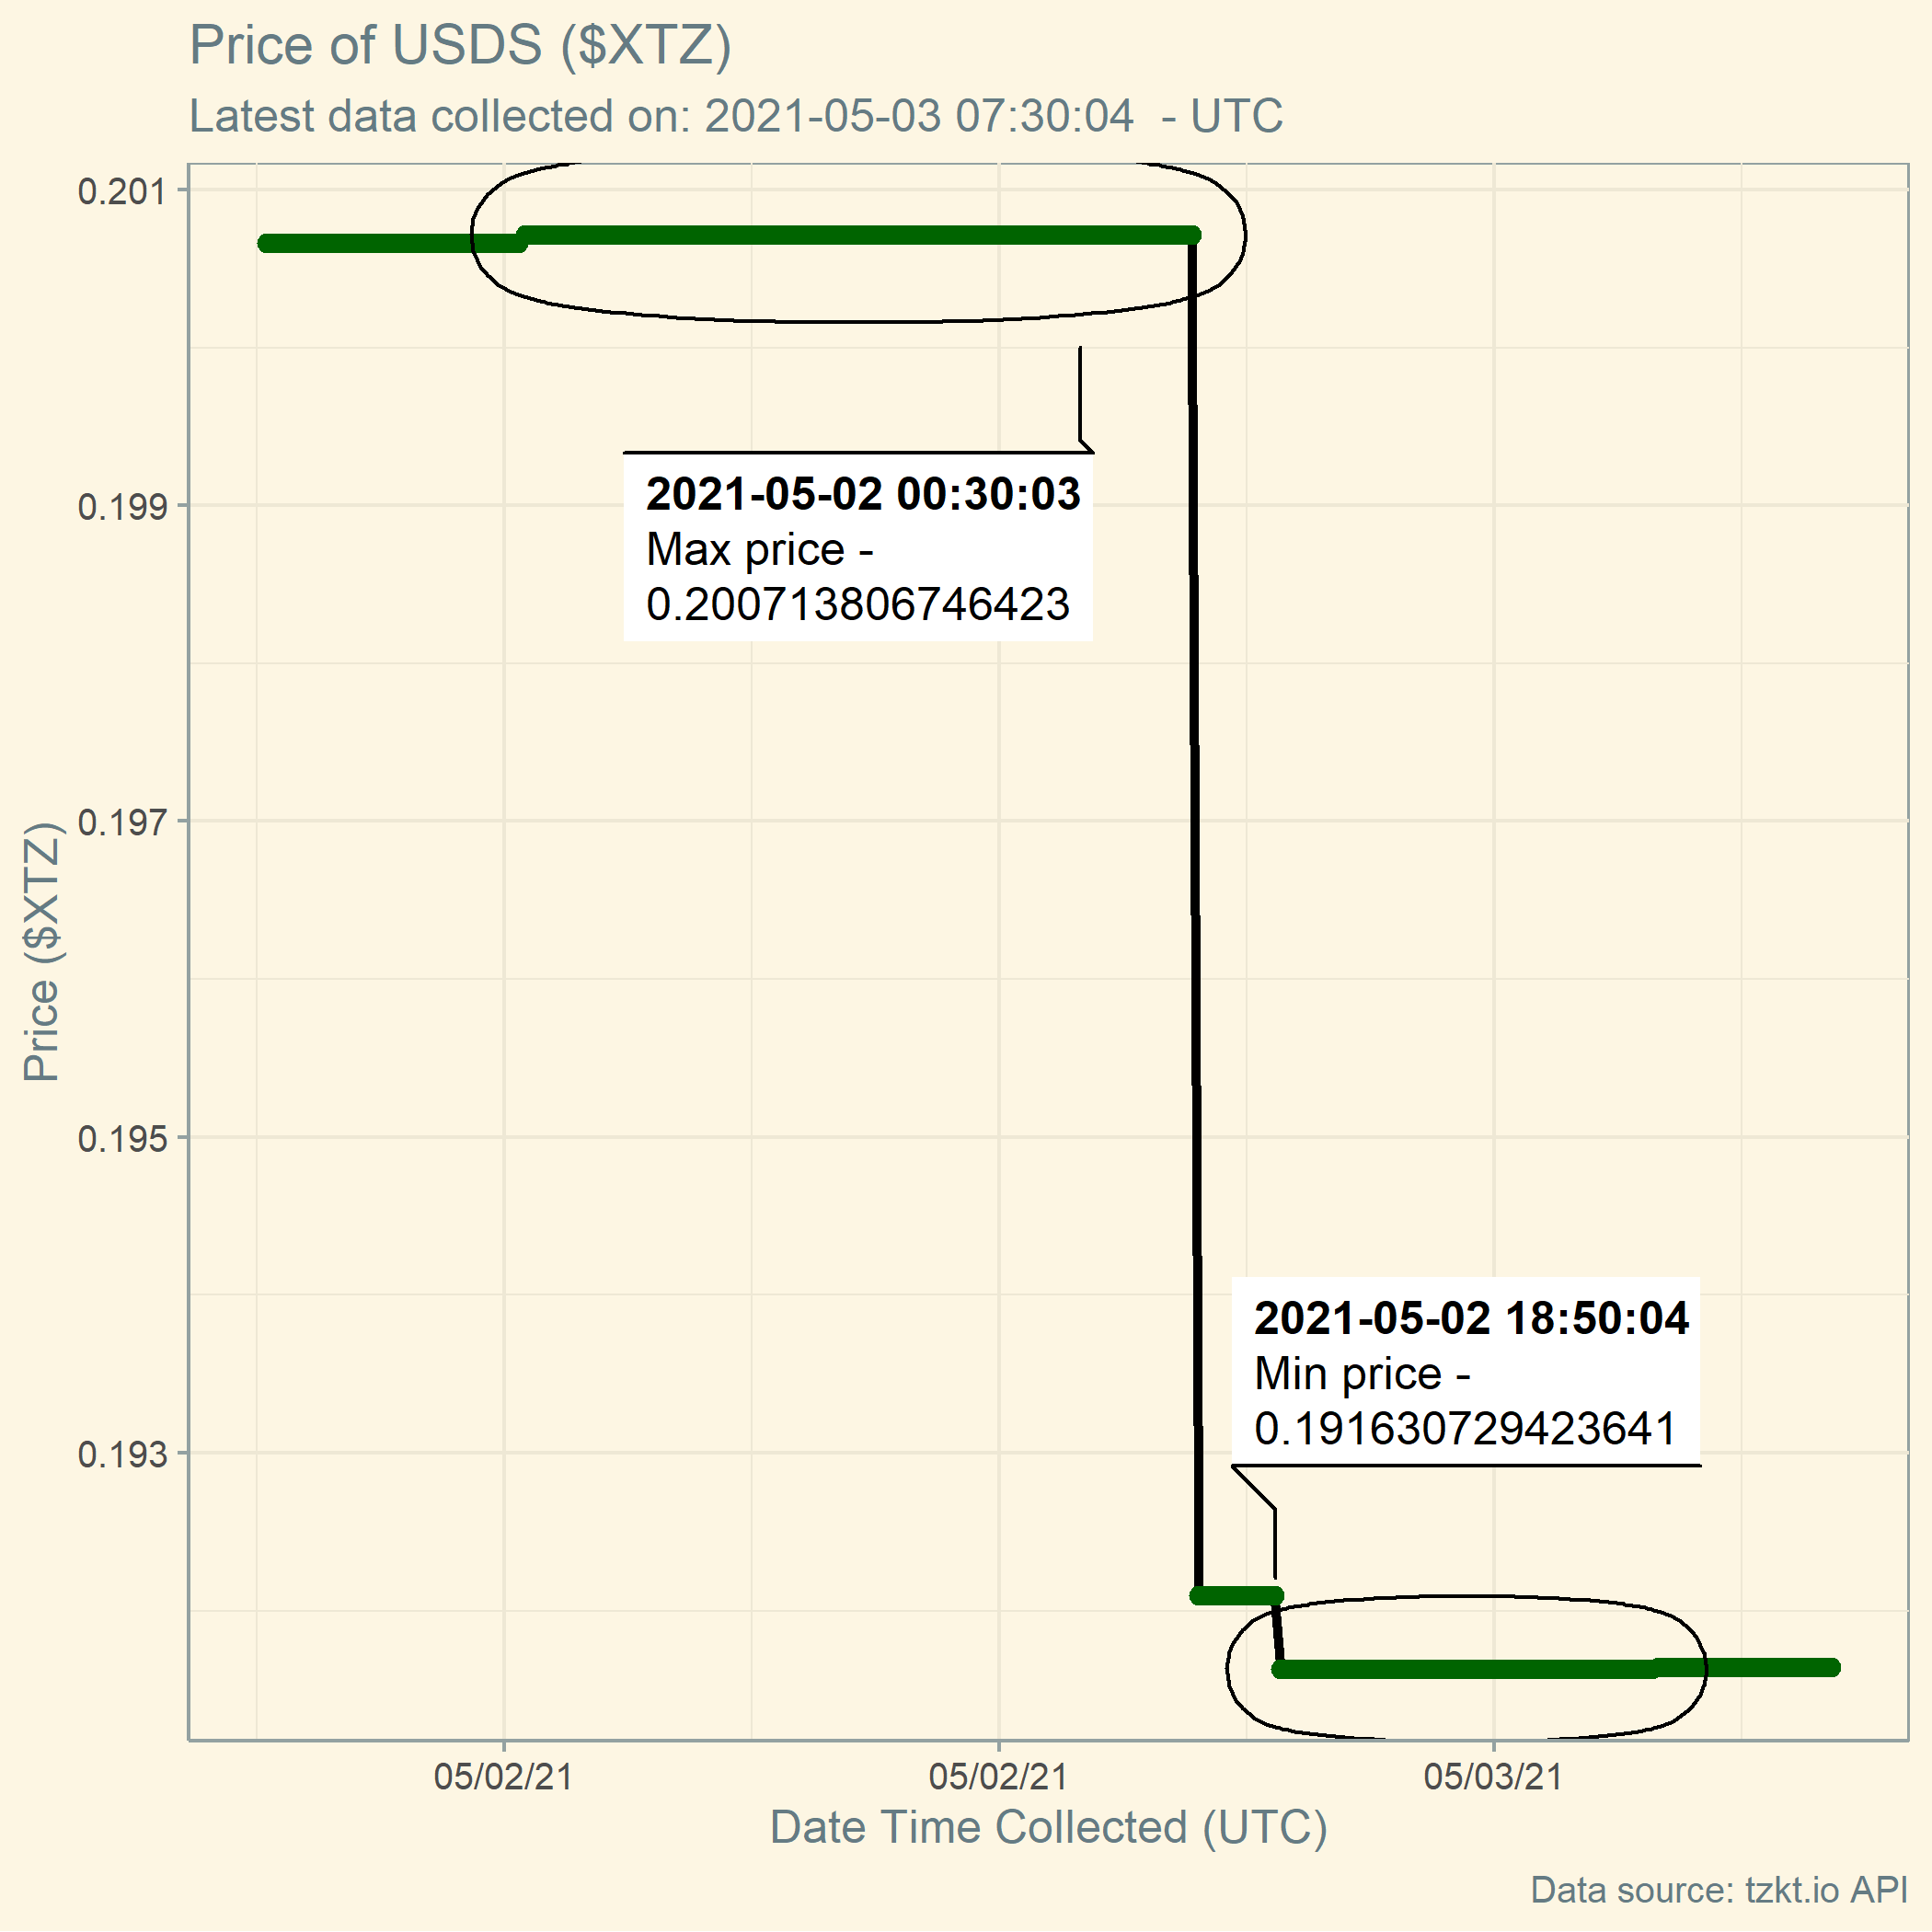 Price of USDS ($XTZ)
Latest data collected on: 2021-05-03 07:30:04  - UTC
Price ($XTZ)
0.201
0.199
0.197
0.195
0.193
2021-05-02 00:30:03
Max price -
0.200713806746423
2021-05-02 18:50:04
Min price -
0.191630729423641
05/02/21
05/02/21
05/03/21
Date Time Collected (UTC)
Data source: tzkt.io API